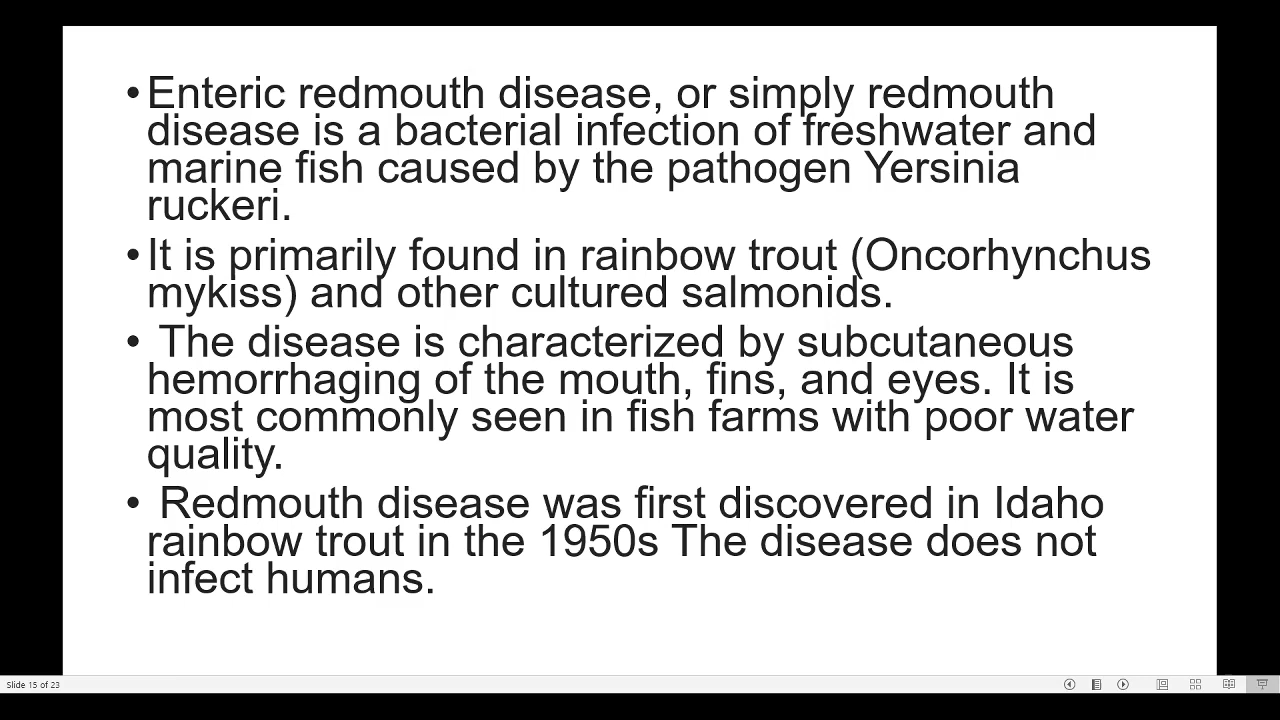 •Enteric redmouth disease, or simply redmouth
disease is a bacterial infection of freshwater and
marine fish caused by the pathogen Yersinia
ruckeri.
•It is primarily found in rainbow trout (Oncorhynchus
mykiss) and other cultured salmonids.
• The disease is characterized by subcutaneous
hemorrhaging of the mouth, fins, and eyes. It is
most commonly seen in fish farms with poor water
quality.
• Redmouth disease was first discovered in Idaho
rainbow trout in the 1950s The disease does not
infect humans.
Slide 15 of 23